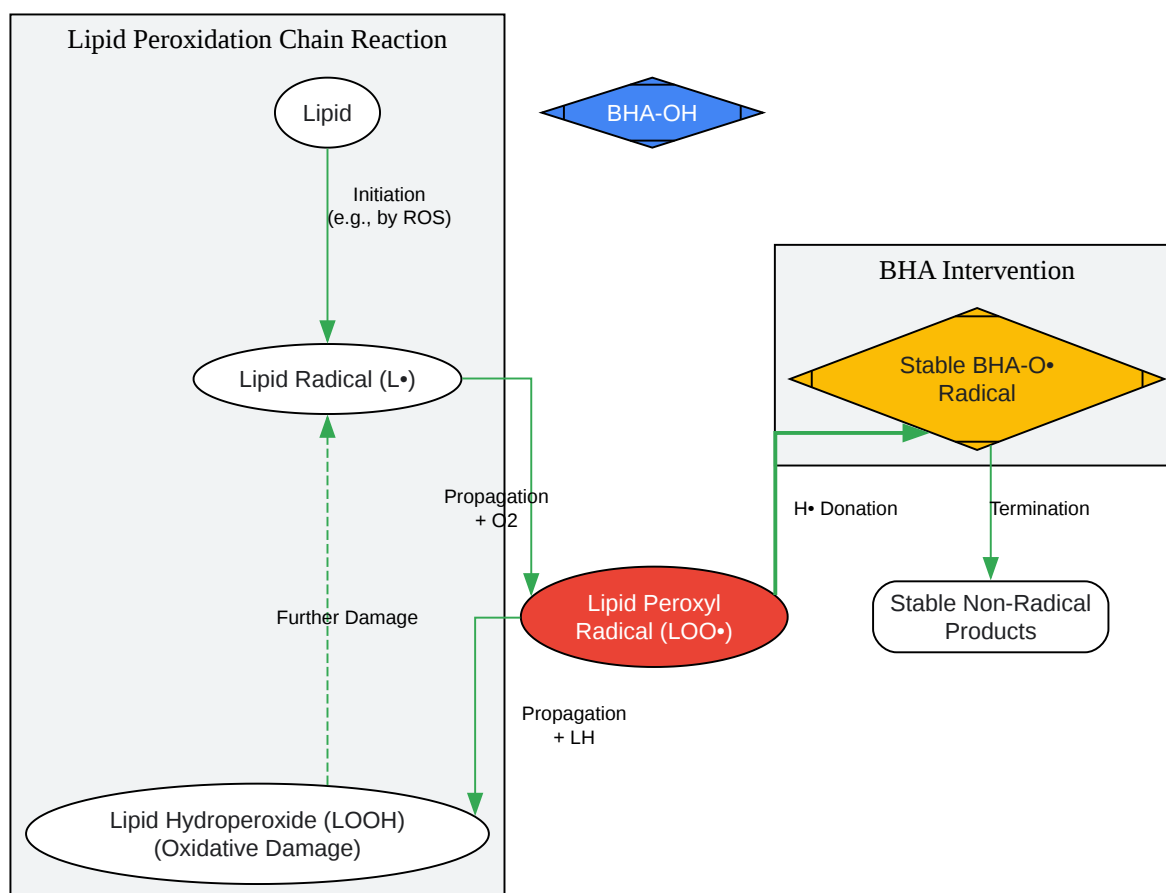 Lipid Peroxidation Chain Reaction
Lipid
BHA-OH
Initiation
(e.g., by ROS)
BHA Intervention
Lipid Radical (L•)
Stable BHA-O•
Radical
Propagation
+ O2
H• Donation
Termination
Further Damage
Lipid Peroxyl
Radical (LOO•)
Stable Non-Radical
Products
Propagation
+ LH
Lipid Hydroperoxide (LOOH)
(Oxidative Damage)